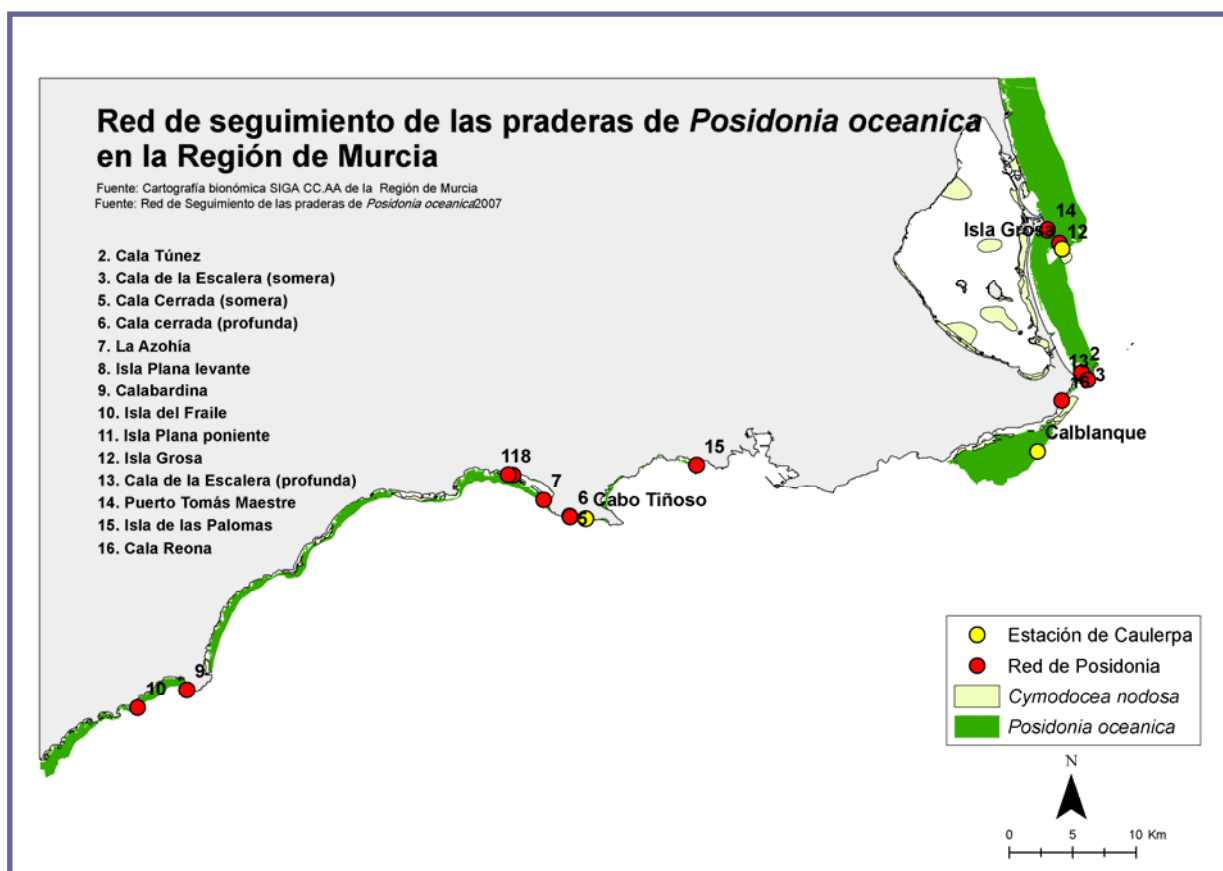 Red de seguimiento de las praderas de Posidonia oceanica
en la Región de Murcia
Fuente: Cartografía bionómica SIGA CC.AA de la Región de Murcia
Fuente: Red de Seguimiento de las praderas de Posidonia oceanica2007
2. Cala Túnez
3. Cala de la Escalera (somera)
5. Cala Cerrada (somera)
6. Cala cerrada (profunda)
7. La Azohía
8. Isla Plana levante
9. Calabardina
10. Isla del Fraile
11. Isla Plana poniente
12. Isla Grosa
13. Cala de la Escalera (profunda)
14. Puerto Tomás Maestre
15. Isla de las Palomas
16. Cala Reona
14
Isla Grosa
12
2
13
3
16
Calblanque
15
118
7
6
Cabo Tiñoso
5
9
10
Estación de Caulerpa
Red de Posidonia
Cymodocea nodosa
Posidonia oceanica
N
0 5 10 Km